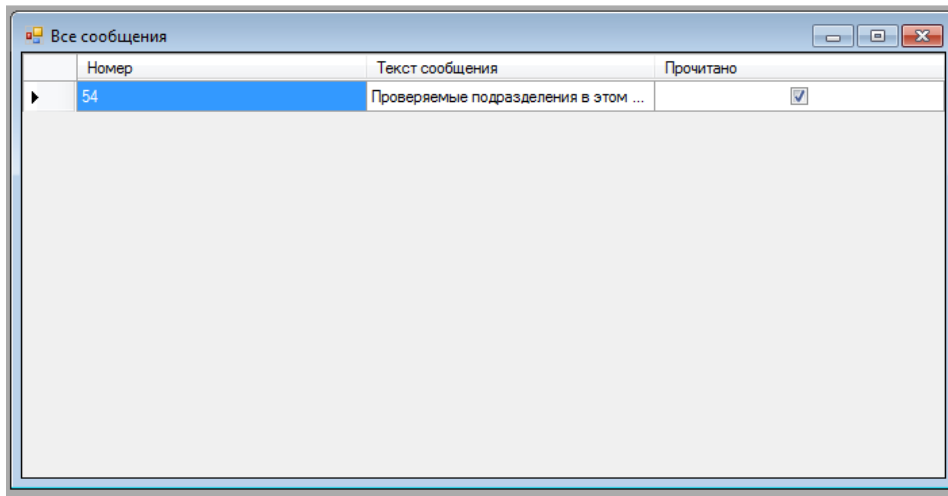 Все сообщения
Номер Текст сообщения Прочитано
54 Проверяемые подразделения в этом ...